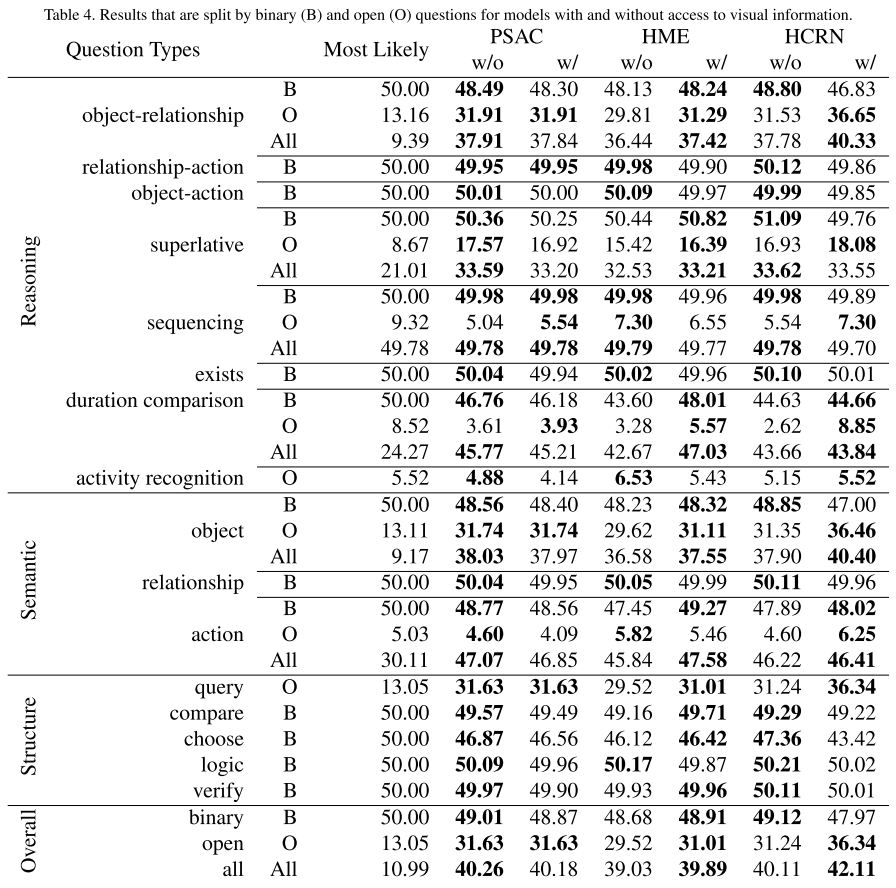 Table 4. Results that are split by binary (B) and open (O) questions for models with and without access to visual information.
Question Types Most Likely PSAC HME HCRN
w/o w/ w/o w/ w/o w/
Reasoning
B 50.00 48.49 48.30 48.13 48.24 48.80 46.83
object-relationship O 13.16 31.91 31.91 29.81 31.29 31.53 36.65
All 9.39 37.91 37.84 36.44 37.42 37.78 40.33
relationship-action B 50.00 49.95 49.95 49.98 49.90 50.12 49.86
object-action B 50.00 50.01 50.00 50.09 49.97 49.99 49.85
B 50.00 50.36 50.25 50.44 50.82 51.09 49.76
superlative O 8.67 17.57 16.92 15.42 16.39 16.93 18.08
All 21.01 33.59 33.20 32.53 33.21 33.62 33.55
B 50.00 49.98 49.98 49.98 49.96 49.98 49.89
sequencing O 9.32 5.04 5.54 7.30 6.55 5.54 7.30
All 49.78 49.78 49.78 49.79 49.77 49.78 49.70
exists B 50.00 50.04 49.94 50.02 49.96 50.10 50.01
duration comparison B 50.00 46.76 46.18 43.60 48.01 44.63 44.66
O 8.52 3.61 3.93 3.28 5.57 2.62 8.85
All 24.27 45.77 45.21 42.67 47.03 43.66 43.84
activity recognition O 5.52 4.88 4.14 6.53 5.43 5.15 5.52
Semantic
B 50.00 48.56 48.40 48.23 48.32 48.85 47.00
object O 13.11 31.74 31.74 29.62 31.11 31.35 36.46
All 9.17 38.03 37.97 36.58 37.55 37.90 40.40
relationship B 50.00 50.04 49.95 50.05 49.99 50.11 49.96
B 50.00 48.77 48.56 47.45 49.27 47.89 48.02
action O 5.03 4.60 4.09 5.82 5.46 4.60 6.25
All 30.11 47.07 46.85 45.84 47.58 46.22 46.41
Structure
query O 13.05 31.63 31.63 29.52 31.01 31.24 36.34
compare B 50.00 49.57 49.49 49.16 49.71 49.29 49.22
choose B 50.00 46.87 46.56 46.12 46.42 47.36 43.42
logic B 50.00 50.09 49.96 50.17 49.87 50.21 50.02
verify B 50.00 49.97 49.90 49.93 49.96 50.11 50.01
Overall
binary B 50.00 49.01 48.87 48.68 48.91 49.12 47.97
open O 13.05 31.63 31.63 29.52 31.01 31.24 36.34
all All 10.99 40.26 40.18 39.03 39.89 40.11 42.11